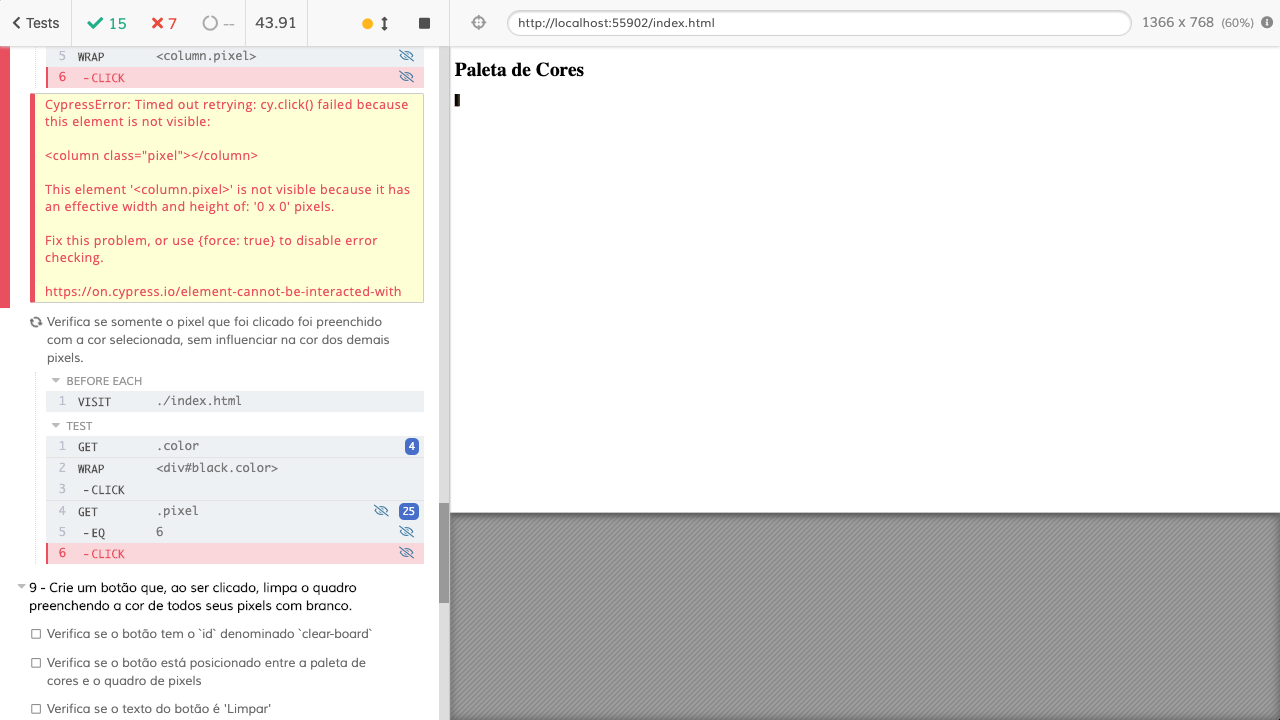 Tests
15
7
--
43.91
http://localhost:55902/index.html
1366 x 768 (60%)
5 WRAP <column.pixel>
6 -CLICK
CypressError: Timed out retrying: cy.click() failed because
this element is not visible:
<column class="pixel"></column>
This element '<column.pixel>' is not visible because it has
an effective width and height of: '0 x 0' pixels.
Fix this problem, or use {force: true} to disable error
checking.
https://on.cypress.io/element-cannot-be-interacted-with
Verifica se somente o pixel que foi clicado foi preenchido
com a cor selecionada, sem influenciar na cor dos demais
pixels.
BEFORE EACH
1 VISIT ./index.html
TEST
1 GET .color 4
2 WRAP <div#black.color>
3 -CLICK
4 GET .pixel 25
5 -EQ 6
6 -CLICK
9 - Crie um botão que, ao ser clicado, limpa o quadro
preenchendo a cor de todos seus pixels com branco.
Verifica se o botão tem o `id` denominado `clear-board`
Verifica se o botão está posicionado entre a paleta de
cores e o quadro de pixels
Verifica se o texto do botão é 'Limpar'
Paleta de Cores